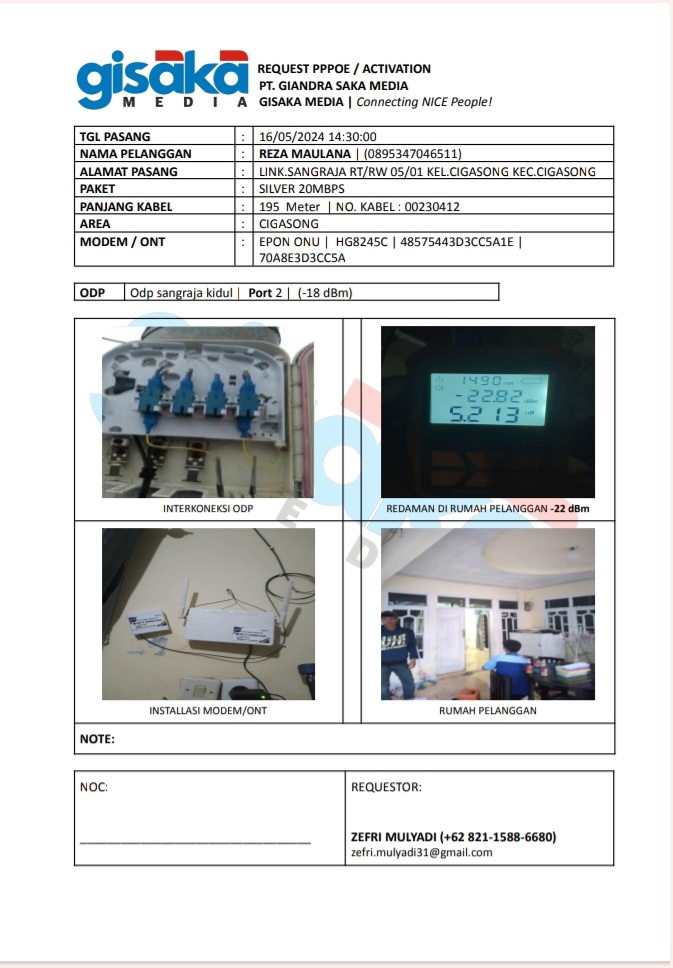 gisaka
MEDIA
REQUEST PPPOE / ACTIVATION
PT. GIANDRA SAKA MEDIA
GISAKA MEDIA | Connecting NICE People!
TGL PASANG : 16/05/2024 14:30:00
NAMA PELANGGAN : REZA MAULANA | (0895347046511)
ALAMAT PASANG : LINK.SANGRAJA RT/RW 05/01 KEL.CIGASONG KEC.CIGASONG
PAKET : SILVER 20MBPS
PANJANG KABEL : 195 Meter | NO. KABEL : 00230412
AREA : CIGASONG
MODEM / ONT : EPON ONU | HG8245C | 48575443D3CC5A1E |
70A8E3D3CC5A
ODP Odp sangraja kidul | Port 2 | (-18 dBm)
1490 nm
-22.82 dBm
5.213
INTERKONEKSI ODP
REDAMAN DI RUMAH PELANGGAN -22 dBm
INSTALLASI MODEM/ONT
RUMAH PELANGGAN
NOTE:
NOC:
REQUESTOR:
ZEFRI MULYADI (+62 821-1588-6680)
zefri.mulyadi31@gmail.com